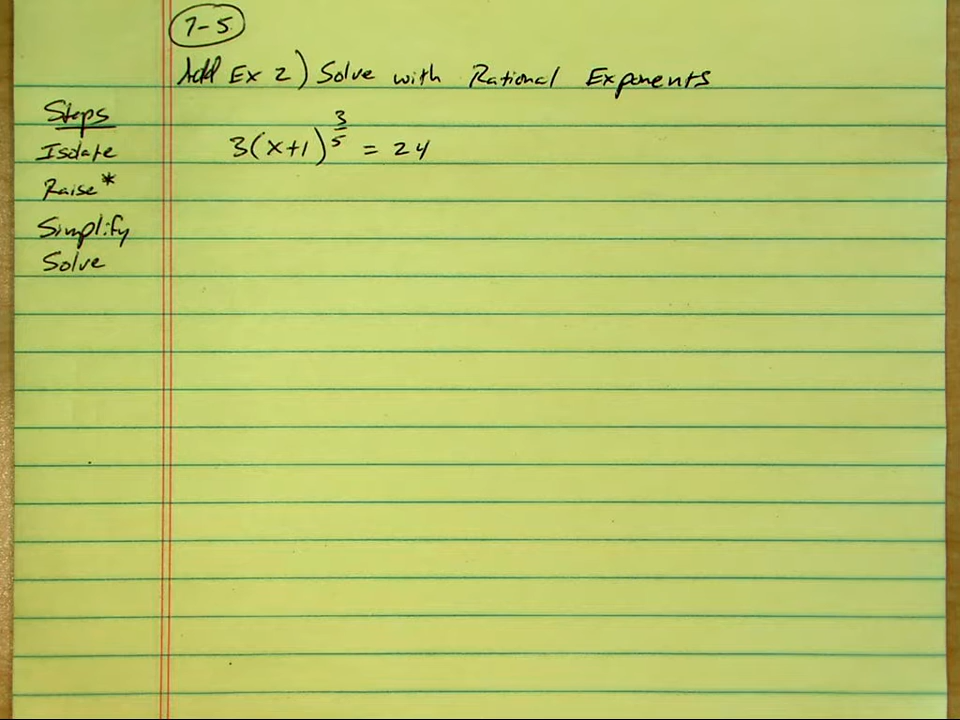 7-5
Add Ex 2) Solve with Rational Exponents
Steps
Isolate
Raise*
Simplify
Solve
3(x+1)^{3/5} = 24